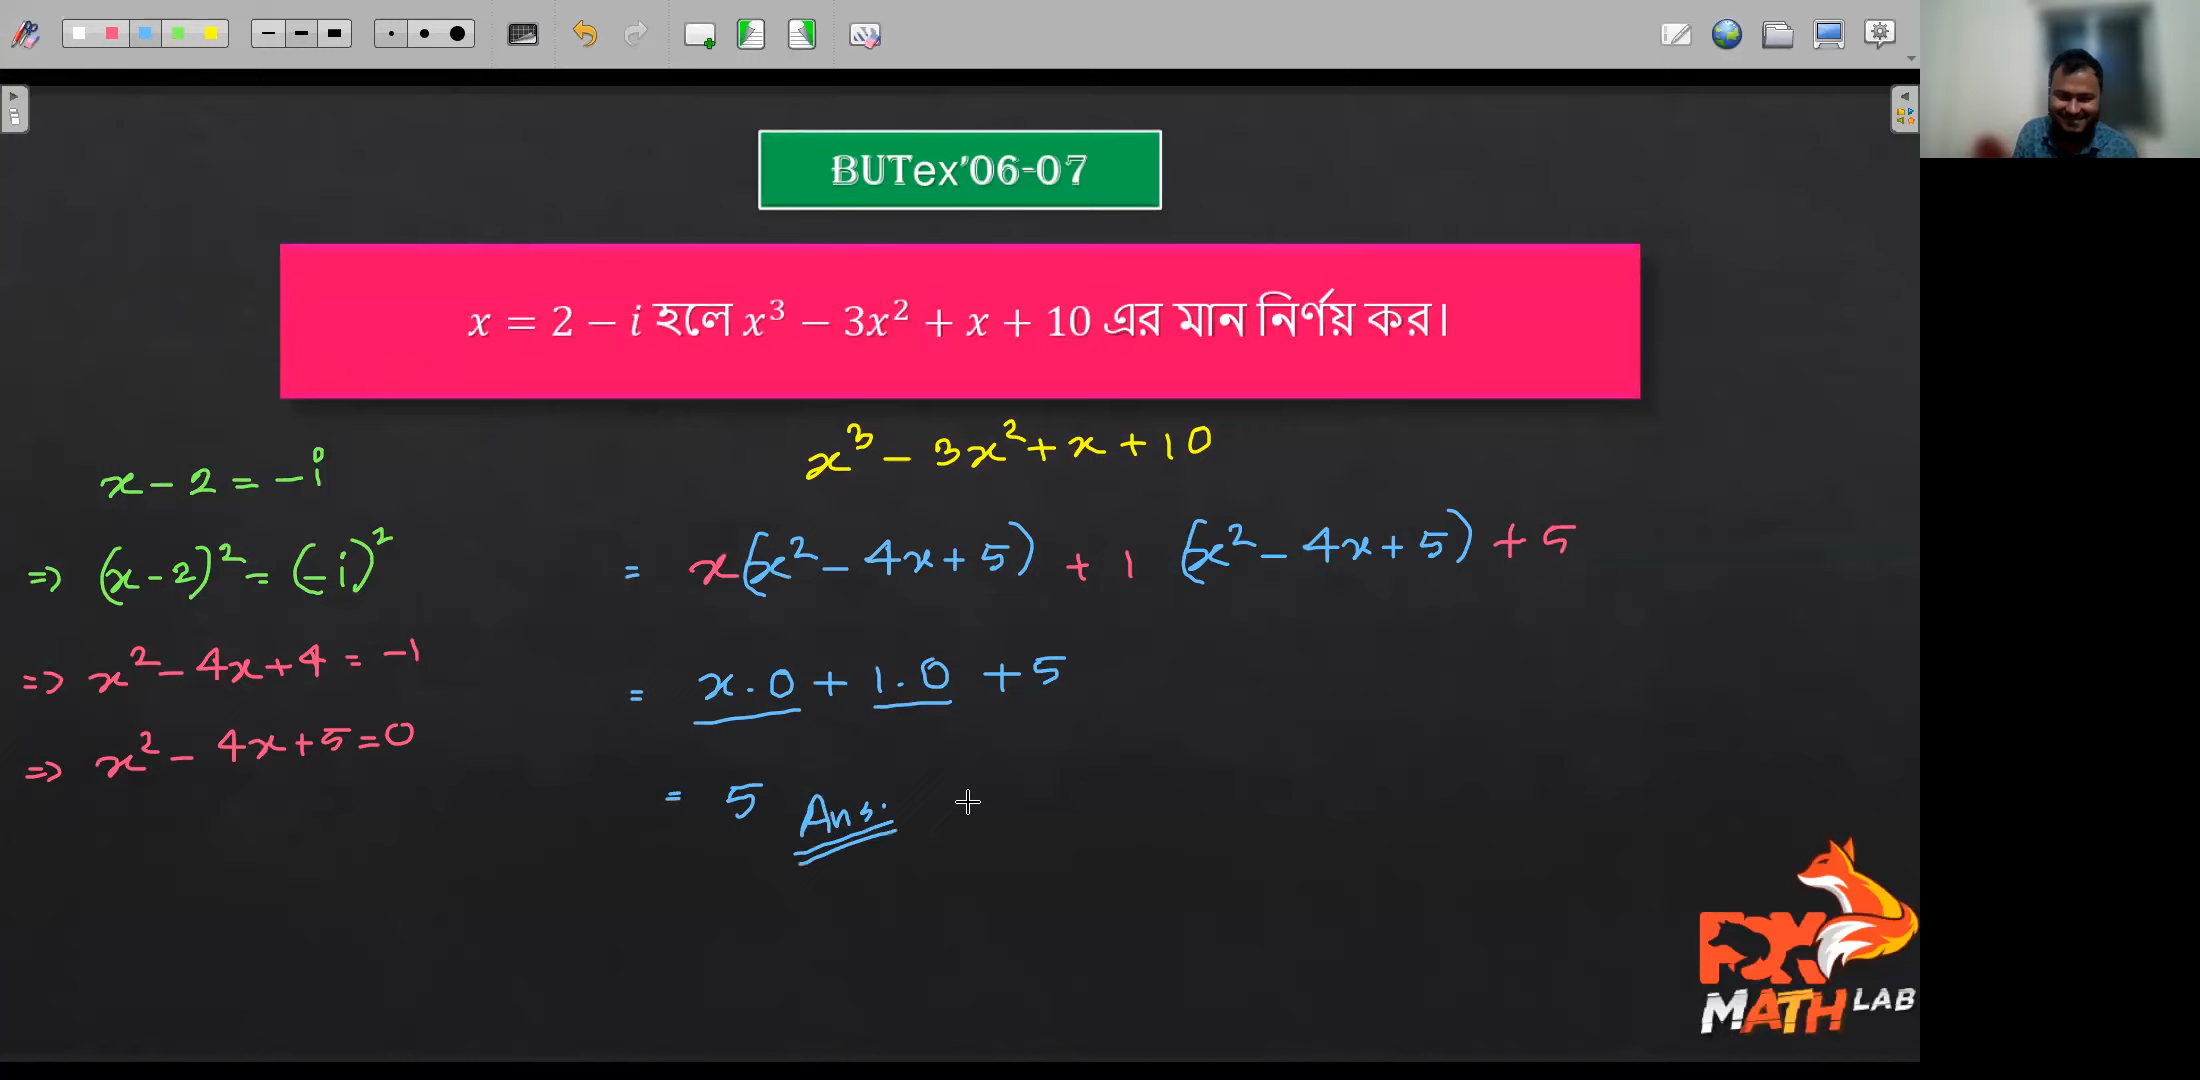 BUTex'06-07
x = 2 − i হলে x³ − 3x² + x + 10 এর মান নির্ণয় কর।
x³ − 3x² + x + 10
x − 2 = −i
⇒ (x − 2)² = (−i)²
= x(x² − 4x + 5) + 1 (x² − 4x + 5) + 5
⇒ x² − 4x + 4 = −1
= x.0 + 1.0 + 5
⇒ x² − 4x + 5 = 0
= 5 Ans:
FOX
MATH LAB